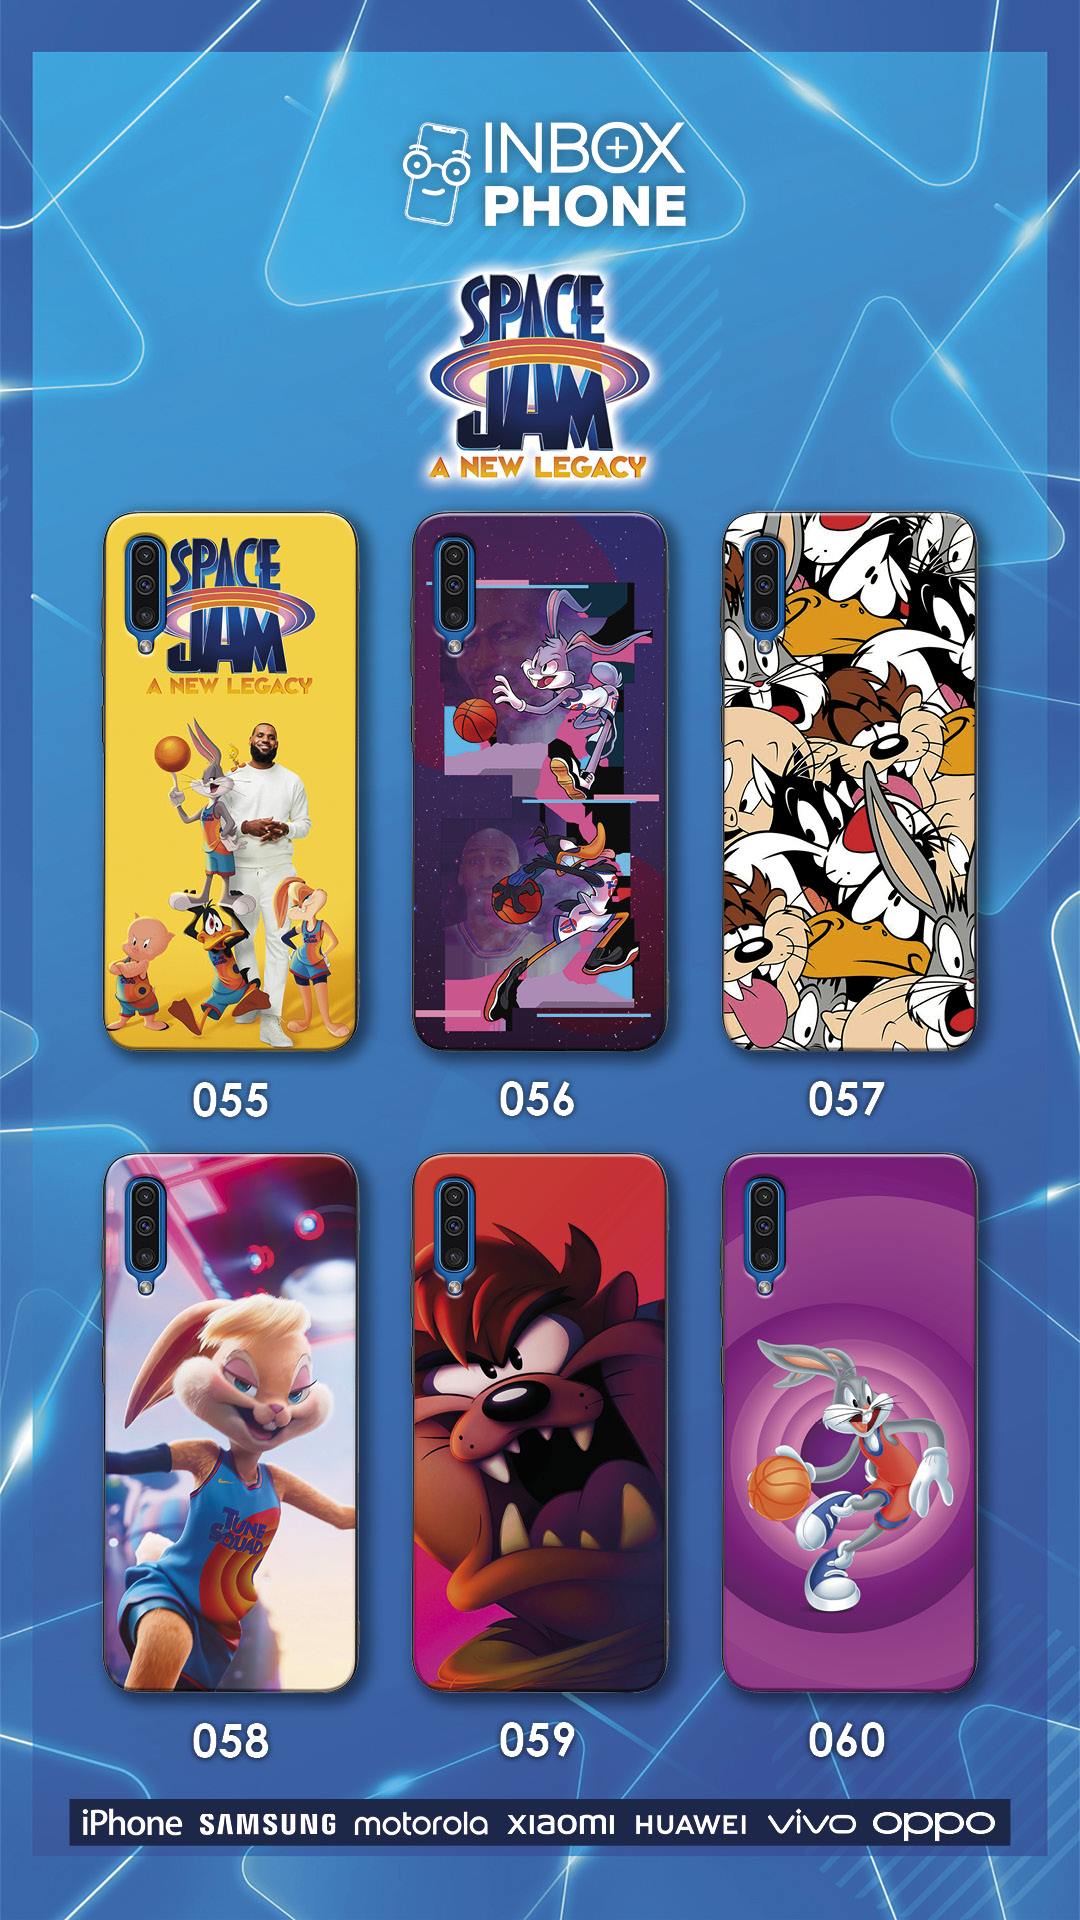 INBOX
PHONE
SPACE
JAM
A NEW LEGACY
SPACE
JAM
A NEW LEGACY
055
056
057
TUNE
SQUAD
058
059
060
iPhone SAMSUNG motorola XIAOMI HUAWEI vivo oppo